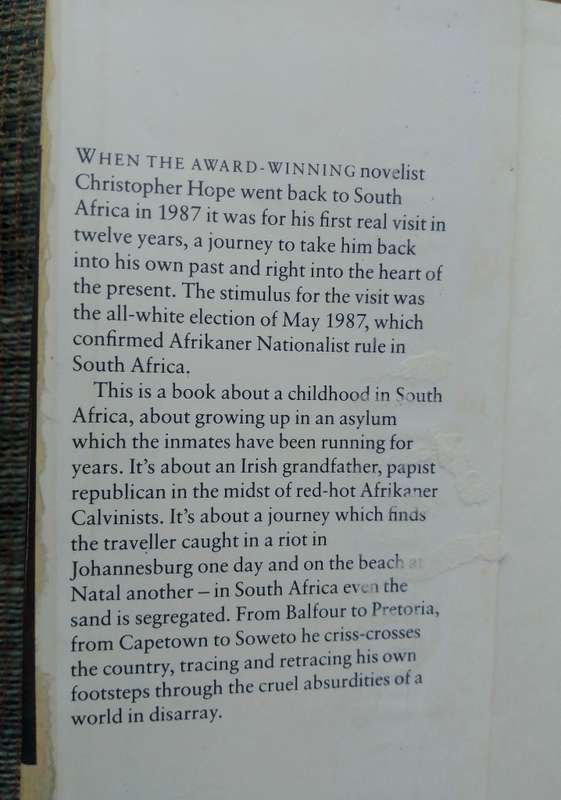 WHEN THE AWARD-WINNING novelist
Christopher Hope went back to South
Africa in 1987 it was for his first real visit in
twelve years, a journey to take him back
into his own past and right into the heart of
the present. The stimulus for the visit was
the all-white election of May 1987, which
confirmed Afrikaner Nationalist rule in
South Africa.
This is a book about a childhood in South
Africa, about growing up in an asylum
which the inmates have been running for
years. It's about an Irish grandfather, papist
republican in the midst of red-hot Afrikaner
Calvinists. It's about a journey which finds
the traveller caught in a riot in
Johannesburg one day and on the beach at
Natal another – in South Africa even the
sand is segregated. From Balfour to Pretoria,
from Capetown to Soweto he criss-crosses
the country, tracing and retracing his own
footsteps through the cruel absurdities of a
world in disarray.